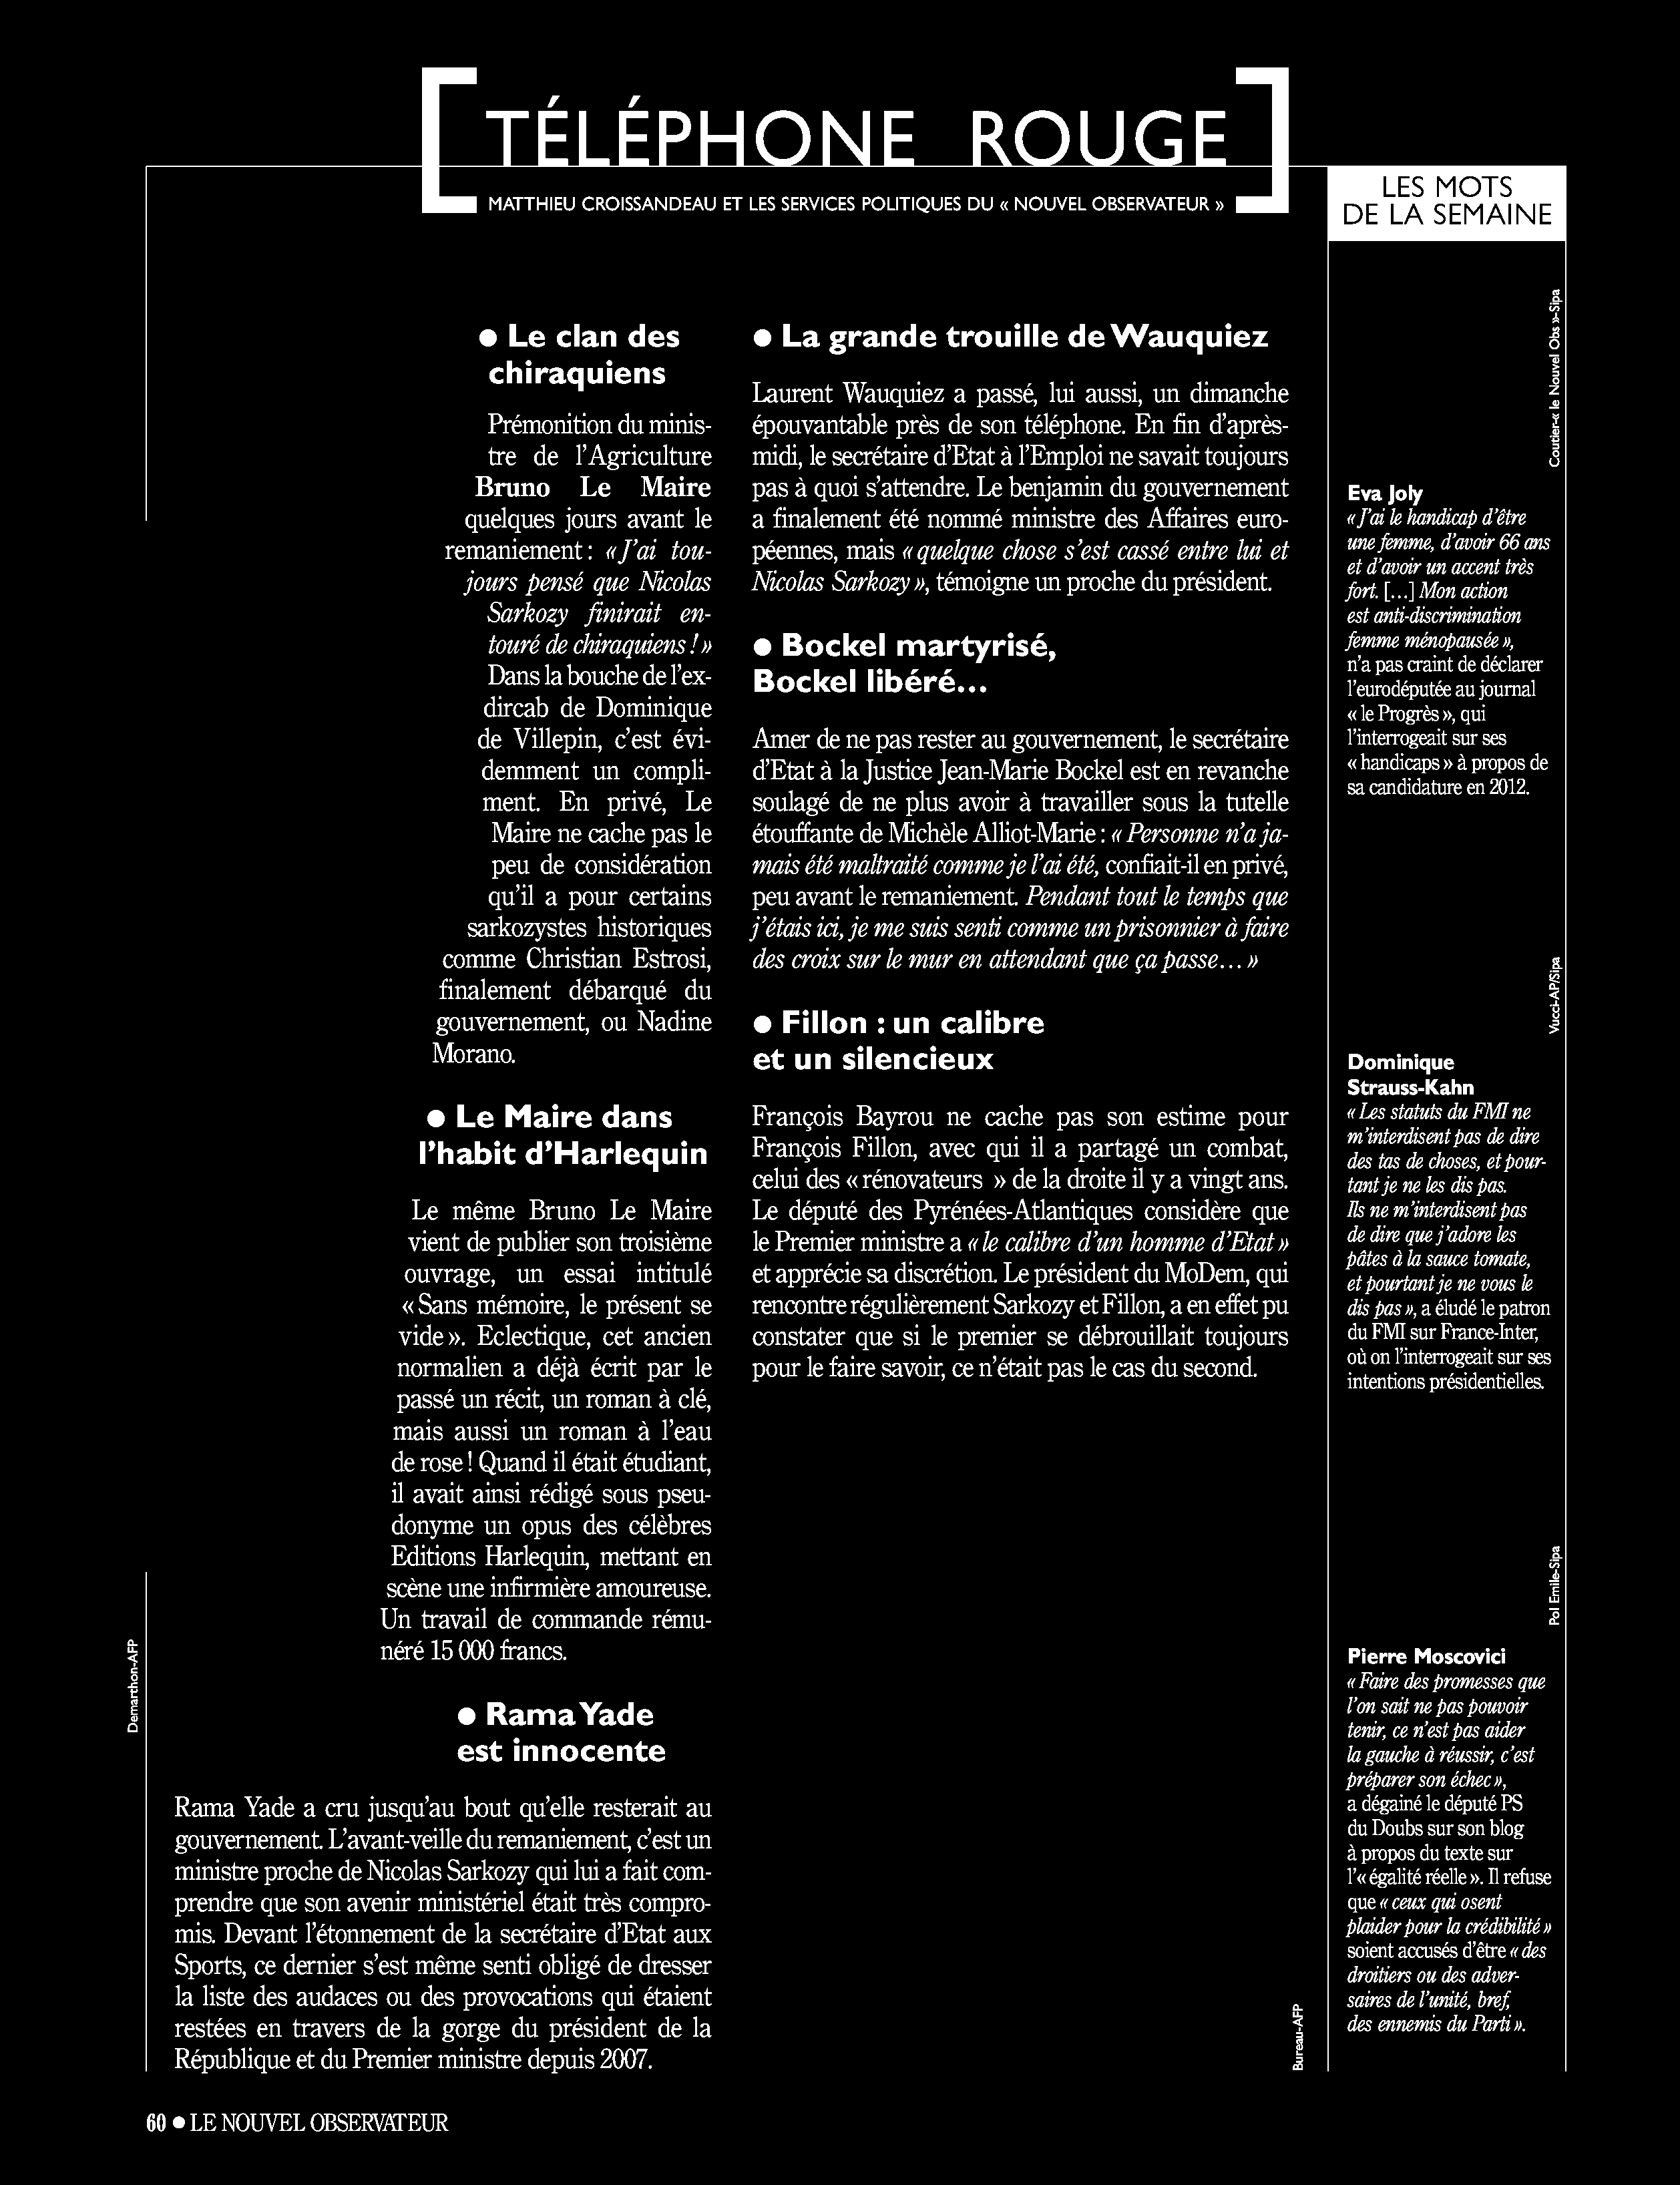 TÉLÉPHONE ROUGE
MATTHIEU CROISSANDEAU ET LES SERVICES POLITIQUES DU « NOUVEL OBSERVATEUR »
● Le clan des
chiraquiens
Prémonition du minis-
tre de l’Agriculture
Bruno Le Maire
quelques jours avant le
remaniement : « J’ai tou-
jours pensé que Nicolas
Sarkozy finirait en-
touré de chiraquiens ! »
Dans la bouche de l’ex-
dircab de Dominique
de Villepin, c’est évi-
demment un compli-
ment. En privé, Le
Maire ne cache pas le
peu de considération
qu’il a pour certains
sarkozystes historiques
comme Christian Estrosi,
finalement débarqué du
gouvernement, ou Nadine
Morano.
● Le Maire dans
l’habit d’Harlequin
Le même Bruno Le Maire
vient de publier son troisième
ouvrage, un essai intitulé
« Sans mémoire, le présent se
vide ». Eclectique, cet ancien
normalien a déjà écrit par le
passé un récit, un roman à clé,
mais aussi un roman à l’eau
de rose ! Quand il était étudiant,
il avait ainsi rédigé sous pseu-
donyme un opus des célèbres
Editions Harlequin, mettant en
scène une infirmière amoureuse.
Un travail de commande rému-
néré 15 000 francs.
● Rama Yade
est innocente
Rama Yade a cru jusqu’au bout qu’elle resterait au
gouvernement. L’avant-veille du remaniement, c’est un
ministre proche de Nicolas Sarkozy qui lui a fait com-
prendre que son avenir ministériel était très compro-
mis. Devant l’étonnement de la secrétaire d’Etat aux
Sports, ce dernier s’est même senti obligé de dresser
la liste des audaces ou des provocations qui étaient
restées en travers de la gorge du président de la
République et du Premier ministre depuis 2007.
Demarthon-AFP
● La grande trouille de Wauquiez
Laurent Wauquiez a passé, lui aussi, un dimanche
épouvantable près de son téléphone. En fin d’après-
midi, le secrétaire d’Etat à l’Emploi ne savait toujours
pas à quoi s’attendre. Le benjamin du gouvernement
a finalement été nommé ministre des Affaires euro-
péennes, mais « quelque chose s’est cassé entre lui et
Nicolas Sarkozy », témoigne un proche du président.
● Bockel martyrisé,
Bockel libéré…
Amer de ne pas rester au gouvernement, le secrétaire
d’Etat à la Justice Jean-Marie Bockel est en revanche
soulagé de ne plus avoir à travailler sous la tutelle
étouffante de Michèle Alliot-Marie : « Personne n’a ja-
mais été maltraité comme je l’ai été, confiait-il en privé,
peu avant le remaniement. Pendant tout le temps que
j’étais ici, je me suis senti comme un prisonnier à faire
des croix sur le mur en attendant que ça passe… »
● Fillon : un calibre
et un silencieux
François Bayrou ne cache pas son estime pour
François Fillon, avec qui il a partagé un combat,
celui des « rénovateurs » de la droite il y a vingt ans.
Le député des Pyrénées-Atlantiques considère que
le Premier ministre a « le calibre d’un homme d’Etat »
et apprécie sa discrétion. Le président du MoDem, qui
rencontre régulièrement Sarkozy et Fillon, a en effet pu
constater que si le premier se débrouillait toujours
pour le faire savoir, ce n’était pas le cas du second.
Bureau-AFP
LES MOTS
DE LA SEMAINE
Coutier-le Nouvel Obs »-Sipa
Eva Joly
« J’ai le handicap d’être
une femme, d’avoir 66 ans
et d’avoir un accent très
fort. […] Mon action
est anti-discrimination
femme ménopausée »,
n’a pas craint de déclarer
l’eurodéputée au journal
« le Progrès », qui
l’interrogeait sur ses
« handicaps » à propos de
sa candidature en 2012.
Vucci-AP/Sipa
Dominique
Strauss-Kahn
« Les statuts du FMI ne
m’interdisent pas de dire
des tas de choses, et pour-
tant je ne les dis pas.
Ils ne m’interdisent pas
de dire que j’adore les
pâtes à la sauce tomate,
et pourtant je ne vous le
dis pas », a éludé le patron
du FMI sur France-Inter,
où on l’interrogeait sur ses
intentions présidentielles.
Pol Emile-Sipa
Pierre Moscovici
« Faire des promesses que
l’on sait ne pas pouvoir
tenir, ce n’est pas aider
la gauche à réussir, c’est
préparer son échec »,
a dégainé le député PS
du Doubs sur son blog
à propos du texte sur
l’« égalité réelle ». Il refuse
que « ceux qui osent
plaider pour la crédibilité »
soient accusés d’être « des
droitiers ou des adver-
saires de l’unité, bref,
des ennemis du Parti ».
60 ● LE NOUVEL OBSERVATEUR